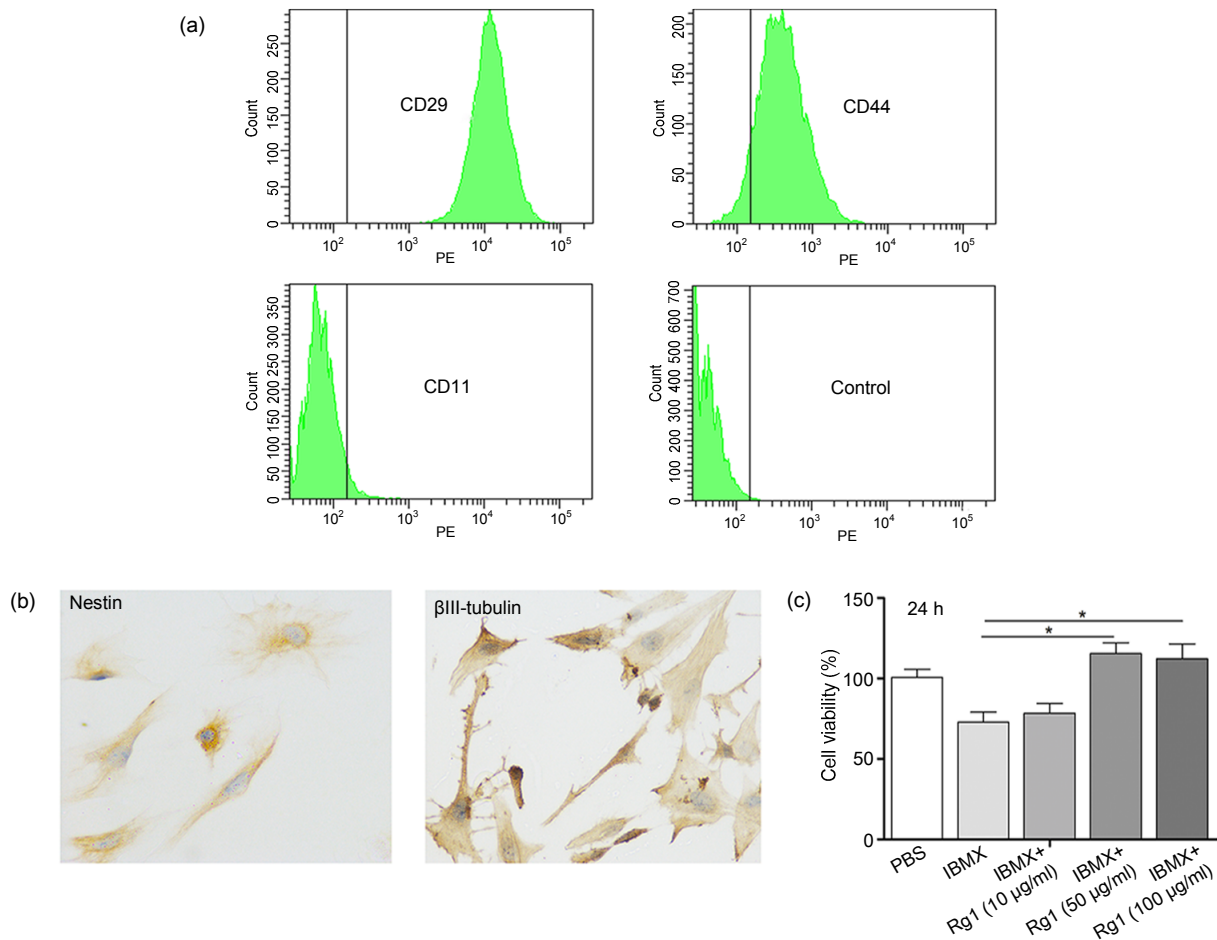 (a)
250
200
150
100
50
0
Count
CD29
10²
10³
10⁴
10⁵
PE
200
150
100
50
0
Count
CD44
10²
10³
10⁴
10⁵
PE
350
300
250
200
150
100
50
0
Count
CD11
10²
10³
10⁴
10⁵
PE
700
600
500
400
300
200
100
0
Count
Control
10²
10³
10⁴
10⁵
PE
(b)
Nestin
βIII-tubulin
(c)
24 h
*
*
150
100
50
0
Cell viability (%)
PBS
IBMX
IBMX+
Rg1 (10 μg/ml)
IBMX+
Rg1 (50 μg/ml)
IBMX+
Rg1 (100 μg/ml)